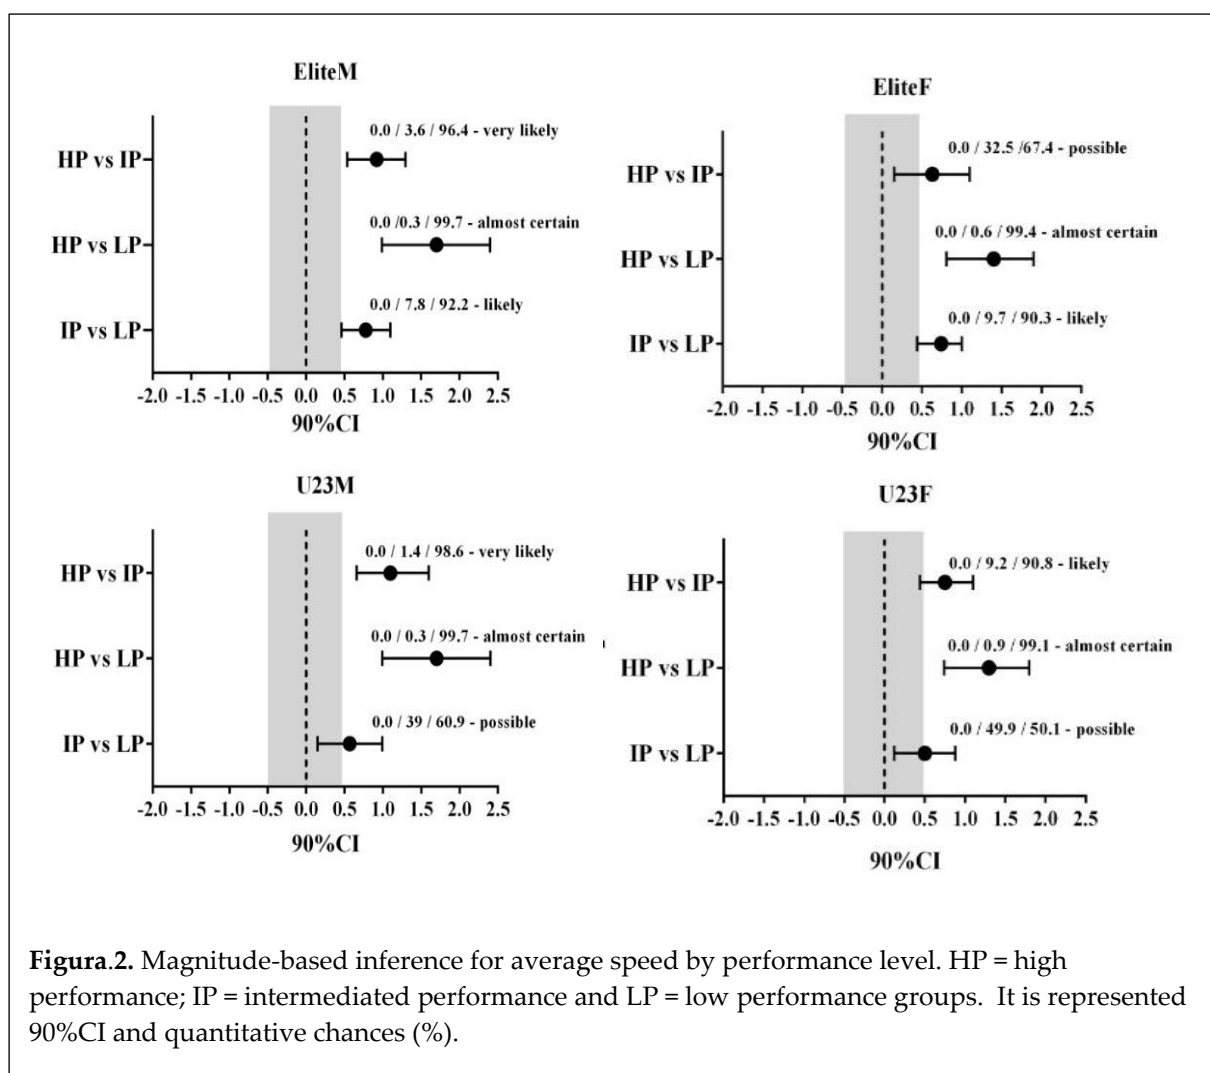 EliteM
0.0 / 3.6 / 96.4 - very likely
HP vs IP
0.0 /0.3 / 99.7 - almost certain
HP vs LP
0.0 / 7.8 / 92.2 - likely
IP vs LP
-2.0 -1.5 -1.0 -0.5 0.0 0.5 1.0 1.5 2.0 2.5
90%CI
EliteF
0.0 / 32.5 /67.4 - possible
HP vs IP
0.0 / 0.6 / 99.4 - almost certain
HP vs LP
0.0 / 9.7 / 90.3 - likely
IP vs LP
-2.0 -1.5 -1.0 -0.5 0.0 0.5 1.0 1.5 2.0 2.5
90%CI
U23M
0.0 / 1.4 / 98.6 - very likely
HP vs IP
0.0 / 0.3 / 99.7 - almost certain
HP vs LP
0.0 / 39 / 60.9 - possible
IP vs LP
-2.0 -1.5 -1.0 -0.5 0.0 0.5 1.0 1.5 2.0 2.5
90%CI
U23F
0.0 / 9.2 / 90.8 - likely
HP vs IP
0.0 / 0.9 / 99.1 - almost certain
HP vs LP
0.0 / 49.9 / 50.1 - possible
IP vs LP
-2.0 -1.5 -1.0 -0.5 0.0 0.5 1.0 1.5 2.0 2.5
90%CI
Figura.2. Magnitude-based inference for average speed by performance level. HP = high
performance; IP = intermediated performance and LP = low performance groups. It is represented
90%CI and quantitative chances (%).